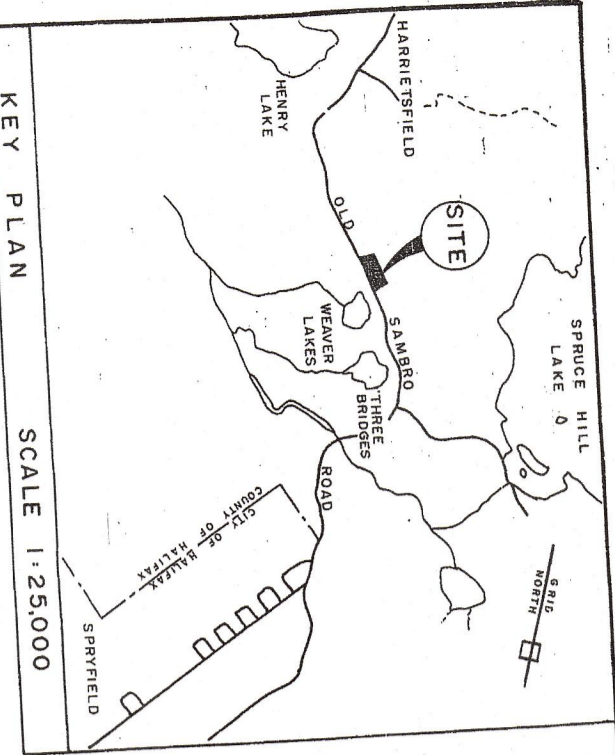 HARRIETSFIELD
HENRY
LAKE
SITE
OLD
SAMBRO
ROAD
SPRUCE HILL
LAKE
WEAVER
LAKES
THREE
BRIDGES
GRID
NORTH
CITY OF HALIFAX
COUNTY OF HALIFAX
SPRYFIELD
KEY PLAN
SCALE 1:25,000